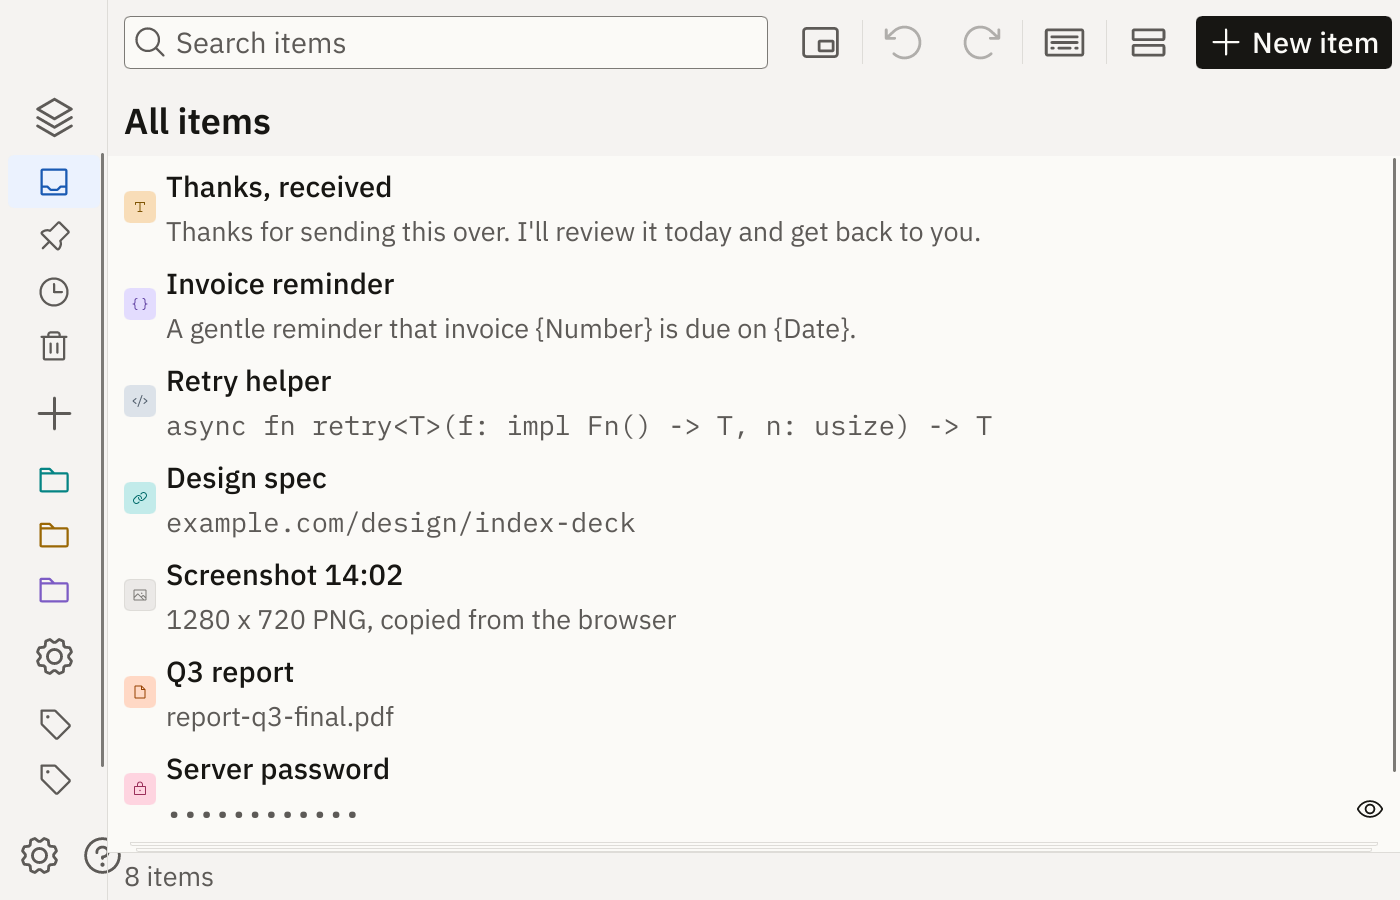 Search items
New item
All items
Thanks, received
Thanks for sending this over. I'll review it today and get back to you.
Invoice reminder
A gentle reminder that invoice {Number} is due on {Date}.
Retry helper
async fn retry<T>(f: impl Fn() -> T, n: usize) -> T
Design spec
example.com/design/index-deck
Screenshot 14:02
1280 x 720 PNG, copied from the browser
Q3 report
report-q3-final.pdf
Server password
••••••••••••
8 items